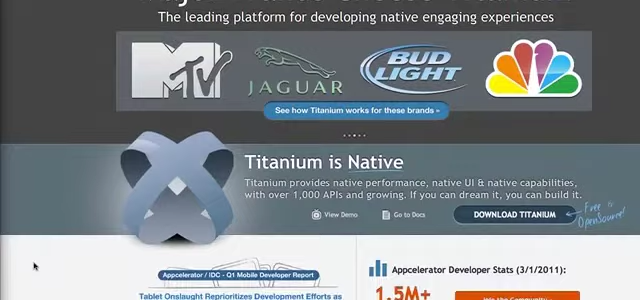 The leading platform for developing native engaging experiences
MTV
JAGUAR
BUD LIGHT
See how Titanium works for these brands »
Titanium is Native
Titanium provides native performance, native UI & native capabilities,
with over 1,000 APIs and growing. If you can dream it, you can build it.
View Demo
Go to Docs
DOWNLOAD TITANIUM
Free &
OpenSource!
Appcelerator / IDC - Q1 Mobile Developer Report
Tablet Onslaught Reprioritizes Development Efforts as
Appcelerator Developer Stats (3/1/2011):
1.5M+